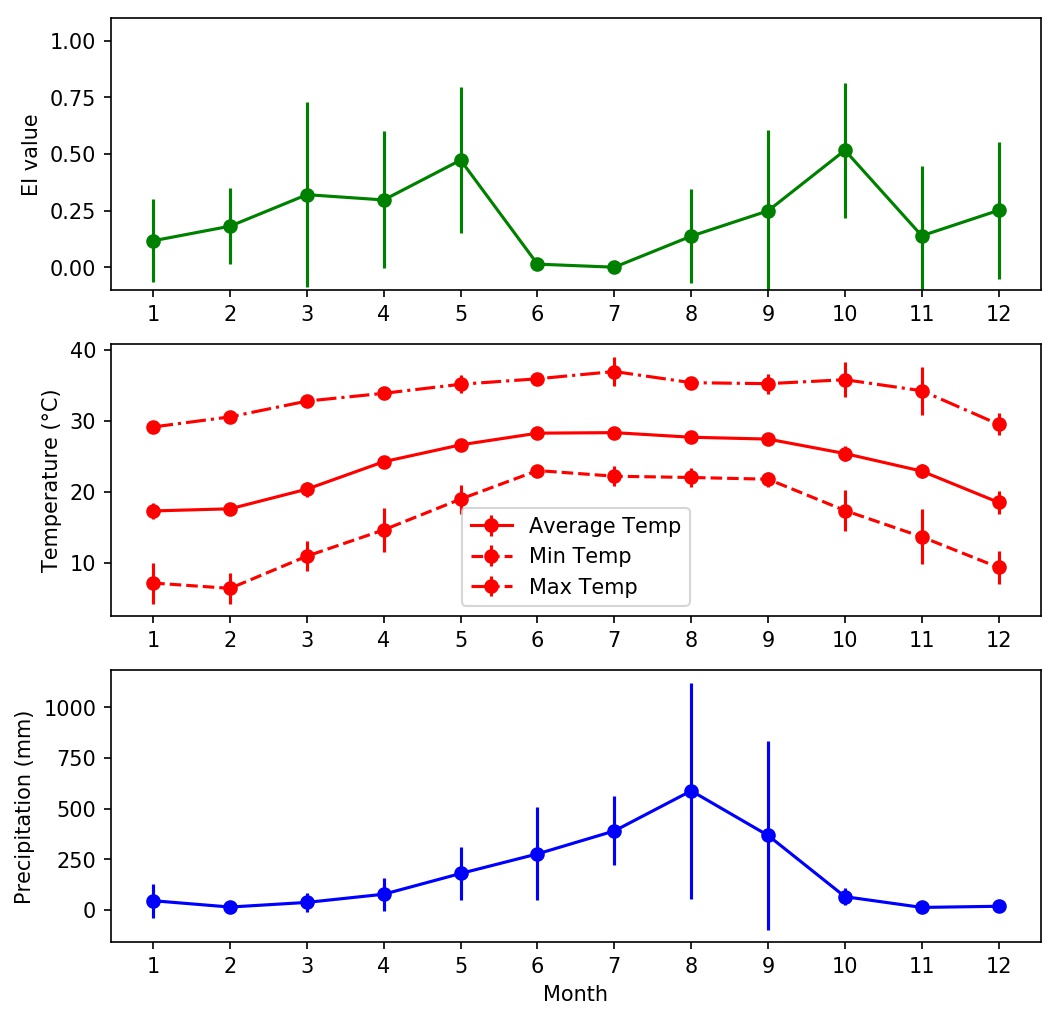 EI value
1.00
0.75
0.50
0.25
0.00
1 2 3 4 5 6 7 8 9 10 11 12
Temperature (°C)
40
30
20
10
Average Temp
Min Temp
Max Temp
1 2 3 4 5 6 7 8 9 10 11 12
Precipitation (mm)
1000
750
500
250
0
1 2 3 4 5 6 7 8 9 10 11 12
Month